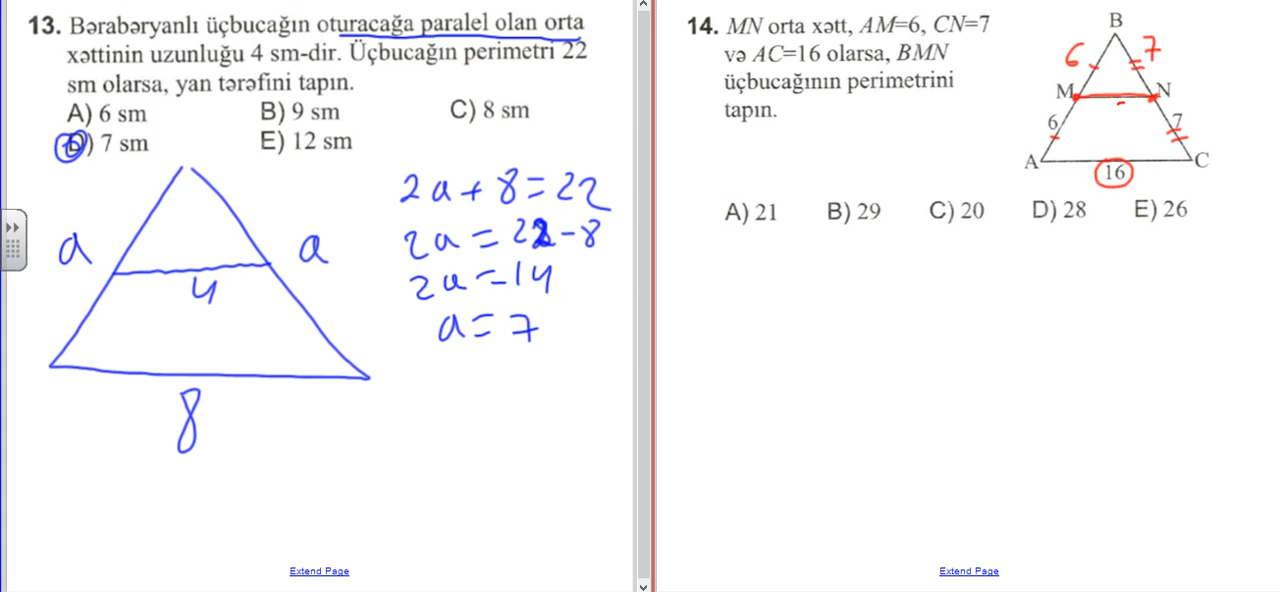 13. Bərabəryanlı üçbucağın oturacağa paralel olan orta
xəttinin uzunluğu 4 sm-dir. Üçbucağın perimetri 22
sm olarsa, yan tərəfini tapın.
A) 6 sm B) 9 sm C) 8 sm
D) 7 sm E) 12 sm
2a + 8 = 22
2a = 22 - 8
2a = 14
a = 7
a
a
4
8
Extend Page
14. MN orta xətt, AM=6, CN=7
və AC=16 olarsa, BMN
üçbucağının perimetrini
tapın.
B
6 7
M N
6 7
A C
16
A) 21 B) 29 C) 20 D) 28 E) 26
Extend Page